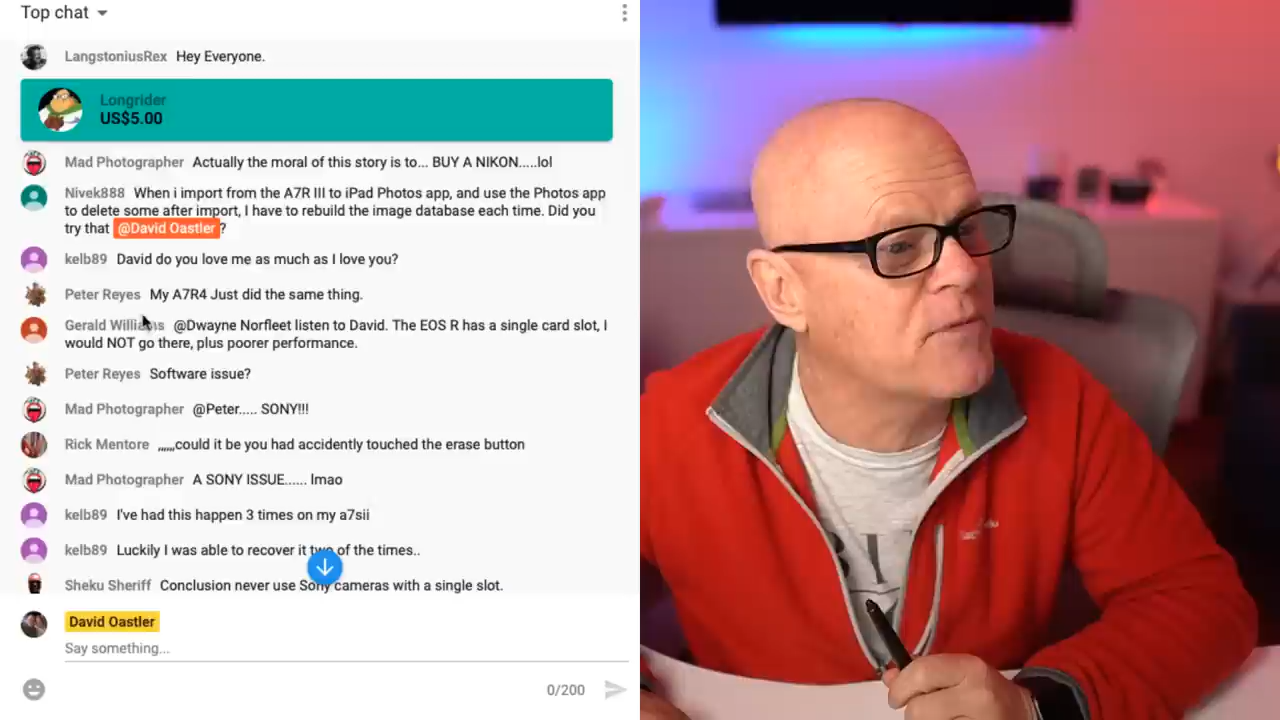 Top chat
LangstoniusRex Hey Everyone.
Longrider
US$5.00
Mad Photographer Actually the moral of this story is to... BUY A NIKON.....lol
Nivek888 When i import from the A7R III to iPad Photos app, and use the Photos app
to delete some after import, I have to rebuild the image database each time. Did you
try that @David Oastler ?
kelb89 David do you love me as much as I love you?
Peter Reyes My A7R4 Just did the same thing.
Gerald Williams @Dwayne Norfleet listen to David. The EOS R has a single card slot, I
would NOT go there, plus poorer performance.
Peter Reyes Software issue?
Mad Photographer @Peter..... SONY!!!
Rick Mentore ,,,,,,could it be you had accidently touched the erase button
Mad Photographer A SONY ISSUE...... lmao
kelb89 I've had this happen 3 times on my a7sii
kelb89 Luckily I was able to recover it two of the times..
Sheku Sheriff Conclusion never use Sony cameras with a single slot.
David Oastler
Say something...
0/200